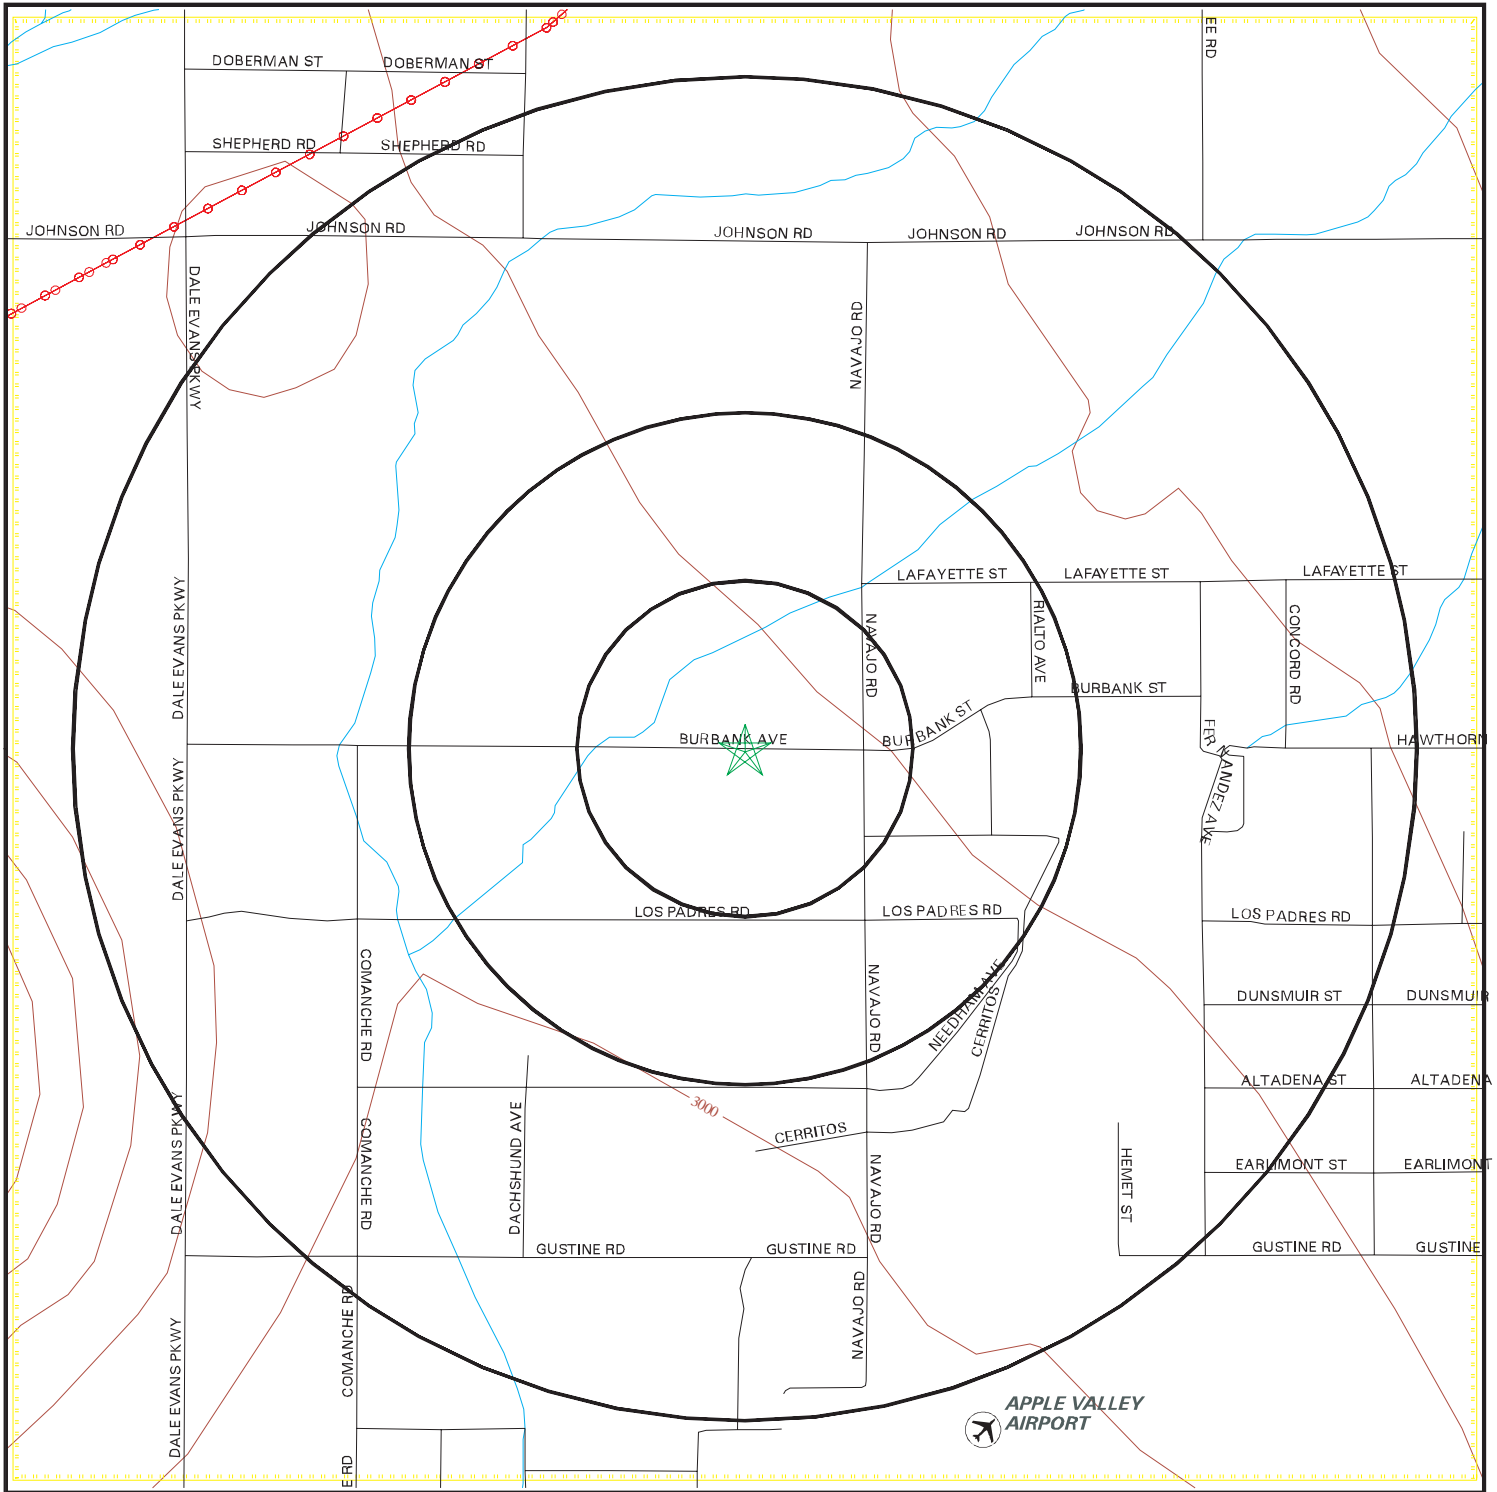 EE RD
DOBERMAN ST
DOBERMAN ST
SHEPHERD RD
SHEPHERD RD
JOHNSON RD
JOHNSON RD
JOHNSON RD
JOHNSON RD
JOHNSON RD
DALE EVANS PKWY
NAVAJO RD
LAFAYETTE ST
LAFAYETTE ST
LAFAYETTE ST
DALE EVANS PKWY
NAVAJO RD
RIALTO AVE
CONCORD RD
BURBANK ST
BURBANK ST
BURBANK AVE
FERNANDEZ AVE
HAWTHORN
DALE EVANS PKWY
LOS PADRES RD
LOS PADRES RD
LOS PADRES RD
COMANCHE RD
NAVAJO RD
NEEDHAM AVE
CERRITOS
DUNSMUIR ST
DUNSMUIR
ALTADENA ST
ALTADENA
3000
DALE EVANS PKWY
COMANCHE RD
DACHSHUND AVE
CERRITOS
NAVAJO RD
HEMET ST
EARLIMONT ST
EARLIMONT
GUSTINE RD
GUSTINE RD
GUSTINE RD
GUSTINE
NAVAJO RD
COMANCHE RD
DALE EVANS PKWY
APPLE VALLEY
AIRPORT
E RD